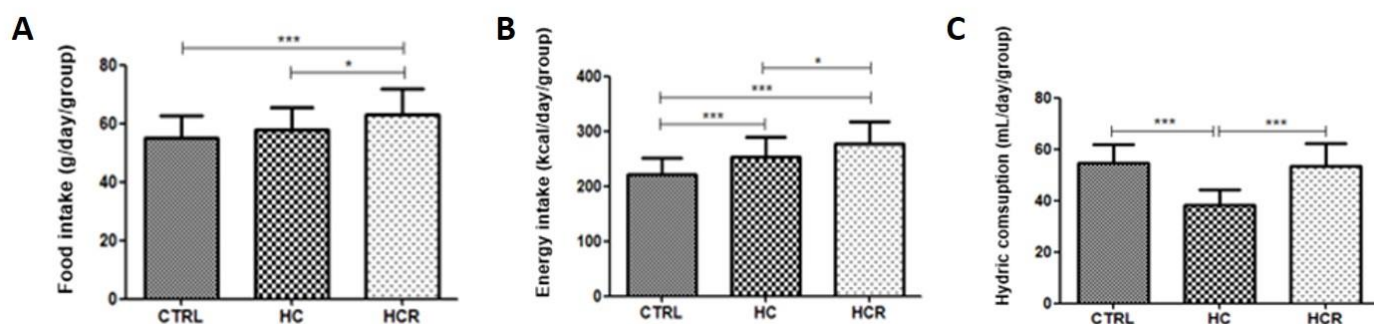 A
Food intake (g/day/group)
80
60
40
20
0
***
*
CTRL HC HCR
B
Energy intake (kcal/day/group)
400
300
200
100
0
*
***
***
CTRL HC HCR
C
Hydric comsuption (mL/day/group)
80
60
40
20
0
*** ***
CTRL HC HCR